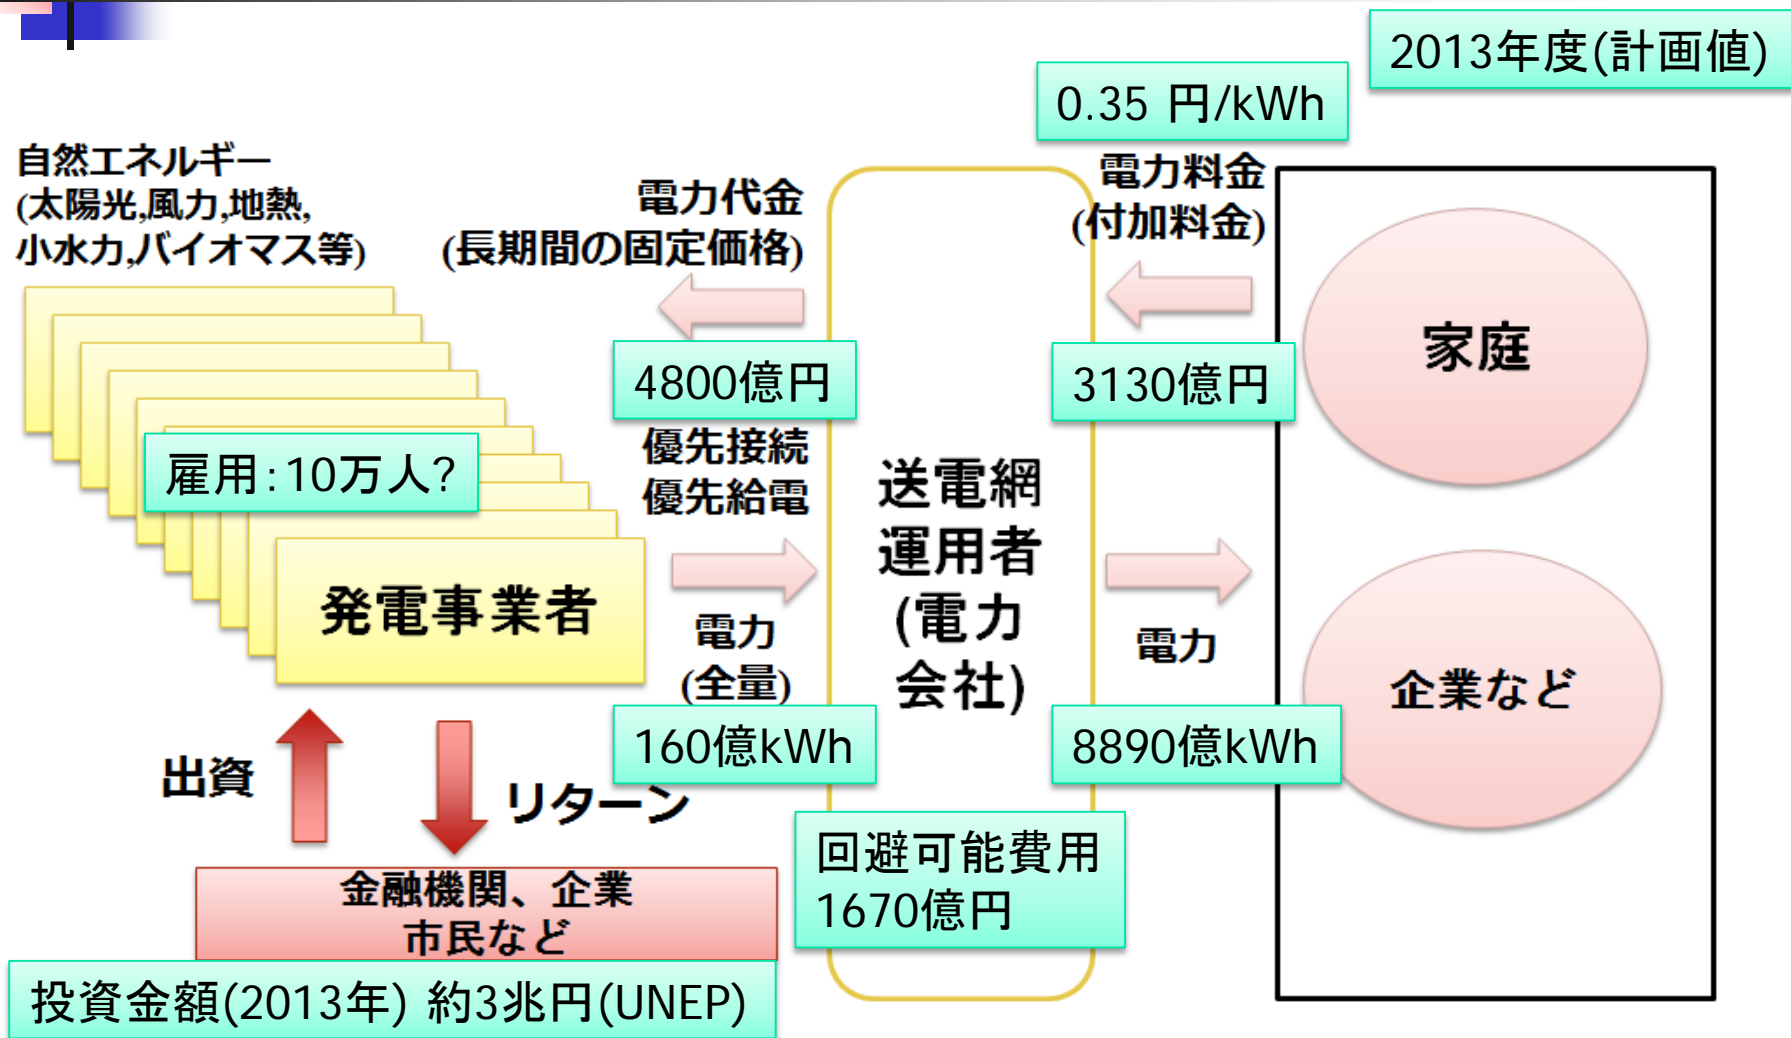 2013年度(計画値)
0.35 円/kWh
自然エネルギー
(太陽光,風力,地熱,
小水力,バイオマス等)
電力代金
(長期間の固定価格)
電力料金
(付加料金)
4800億円
3130億円
家庭
雇用:10万人?
優先接続
優先給電
送電網
運用者
(電力
会社)
発電事業者
電力
(全量)
電力
企業など
160億kWh
8890億kWh
出資
リターン
回避可能費用
1670億円
金融機関、企業
市民など
投資金額(2013年) 約3兆円(UNEP)